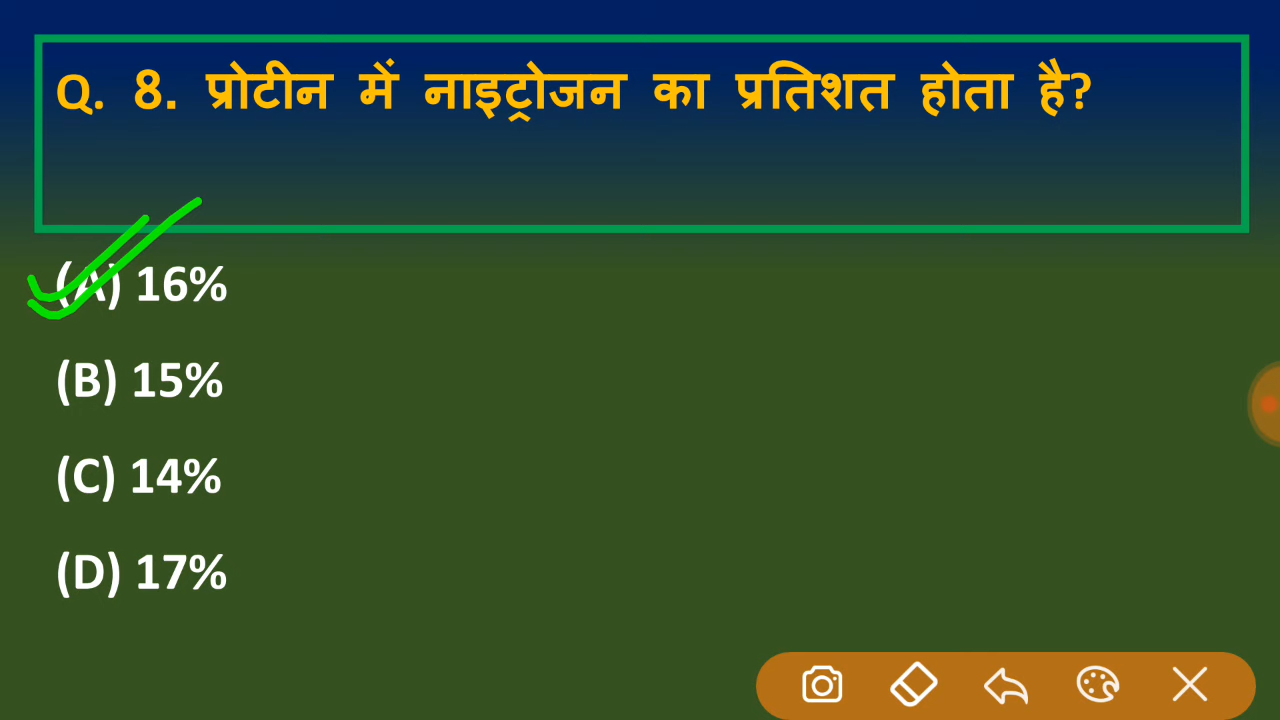 Q. 8. प्रोटीन में नाइट्रोजन का प्रतिशत होता है?
(A) 16%
(B) 15%
(C) 14%
(D) 17%